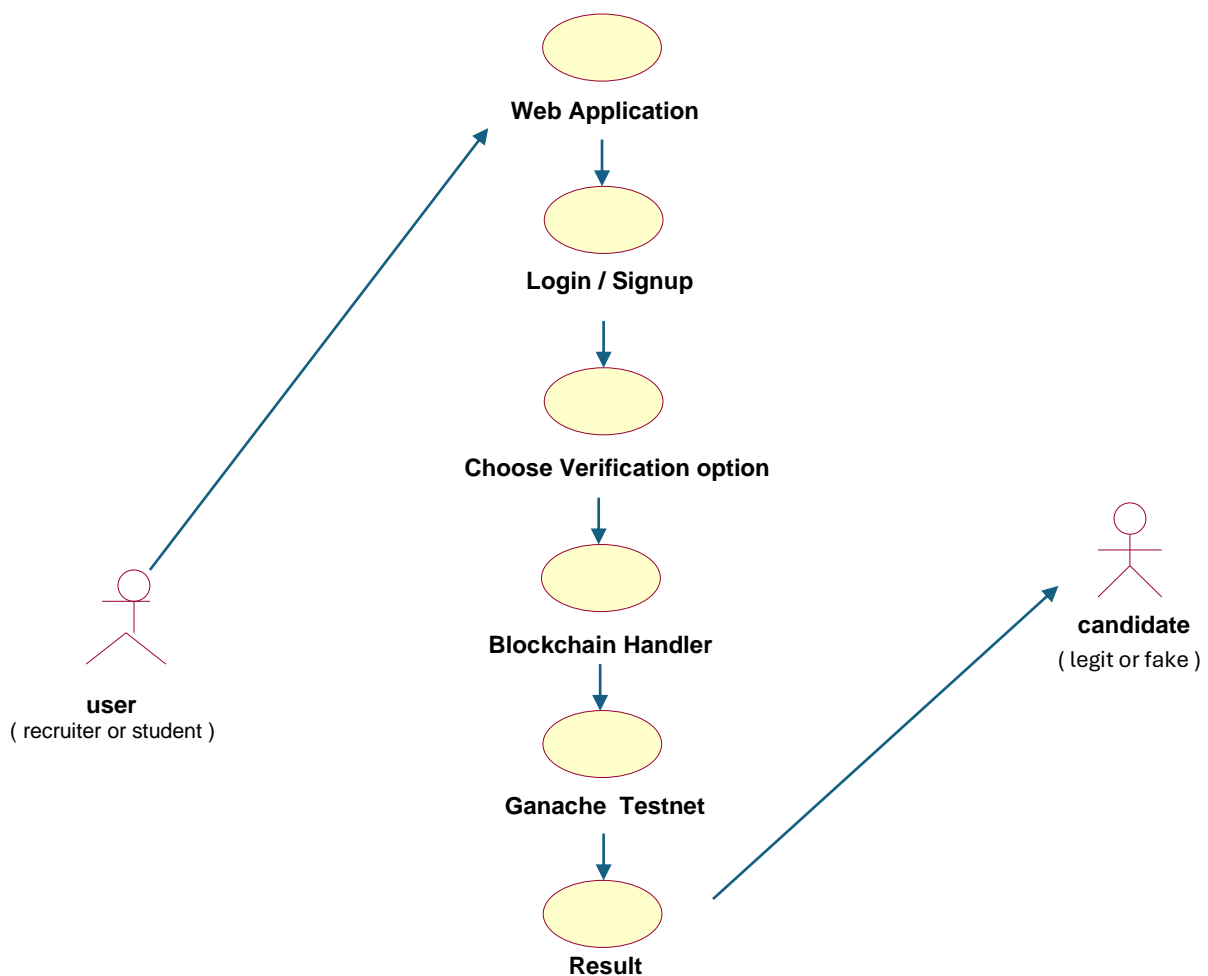 Web Application
Login / Signup
Choose Verification option
Blockchain Handler
candidate
( legit or fake )
user
( recruiter or student )
Ganache  Testnet
Result